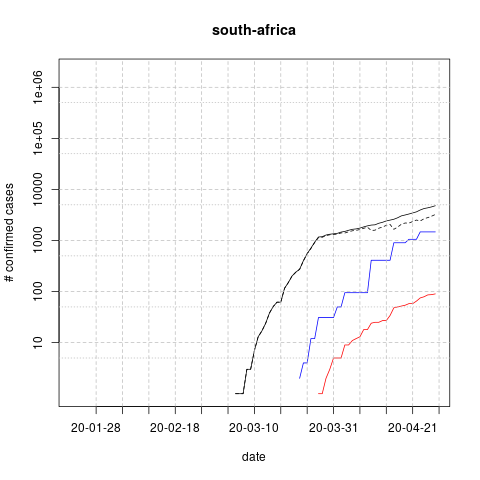 south-africa
# confirmed cases
1e+06
1e+05
10000
1000
100
10
20-01-28
20-02-18
20-03-10
20-03-31
20-04-21
date